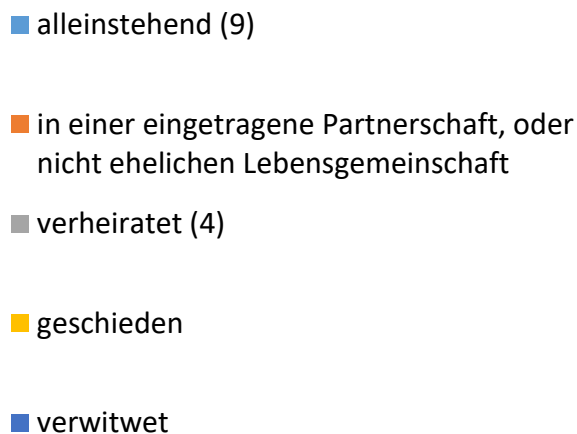 alleinstehend (9)
in einer eingetragene Partnerschaft, oder
nicht ehelichen Lebensgemeinschaft
verheiratet (4)
geschieden
verwitwet